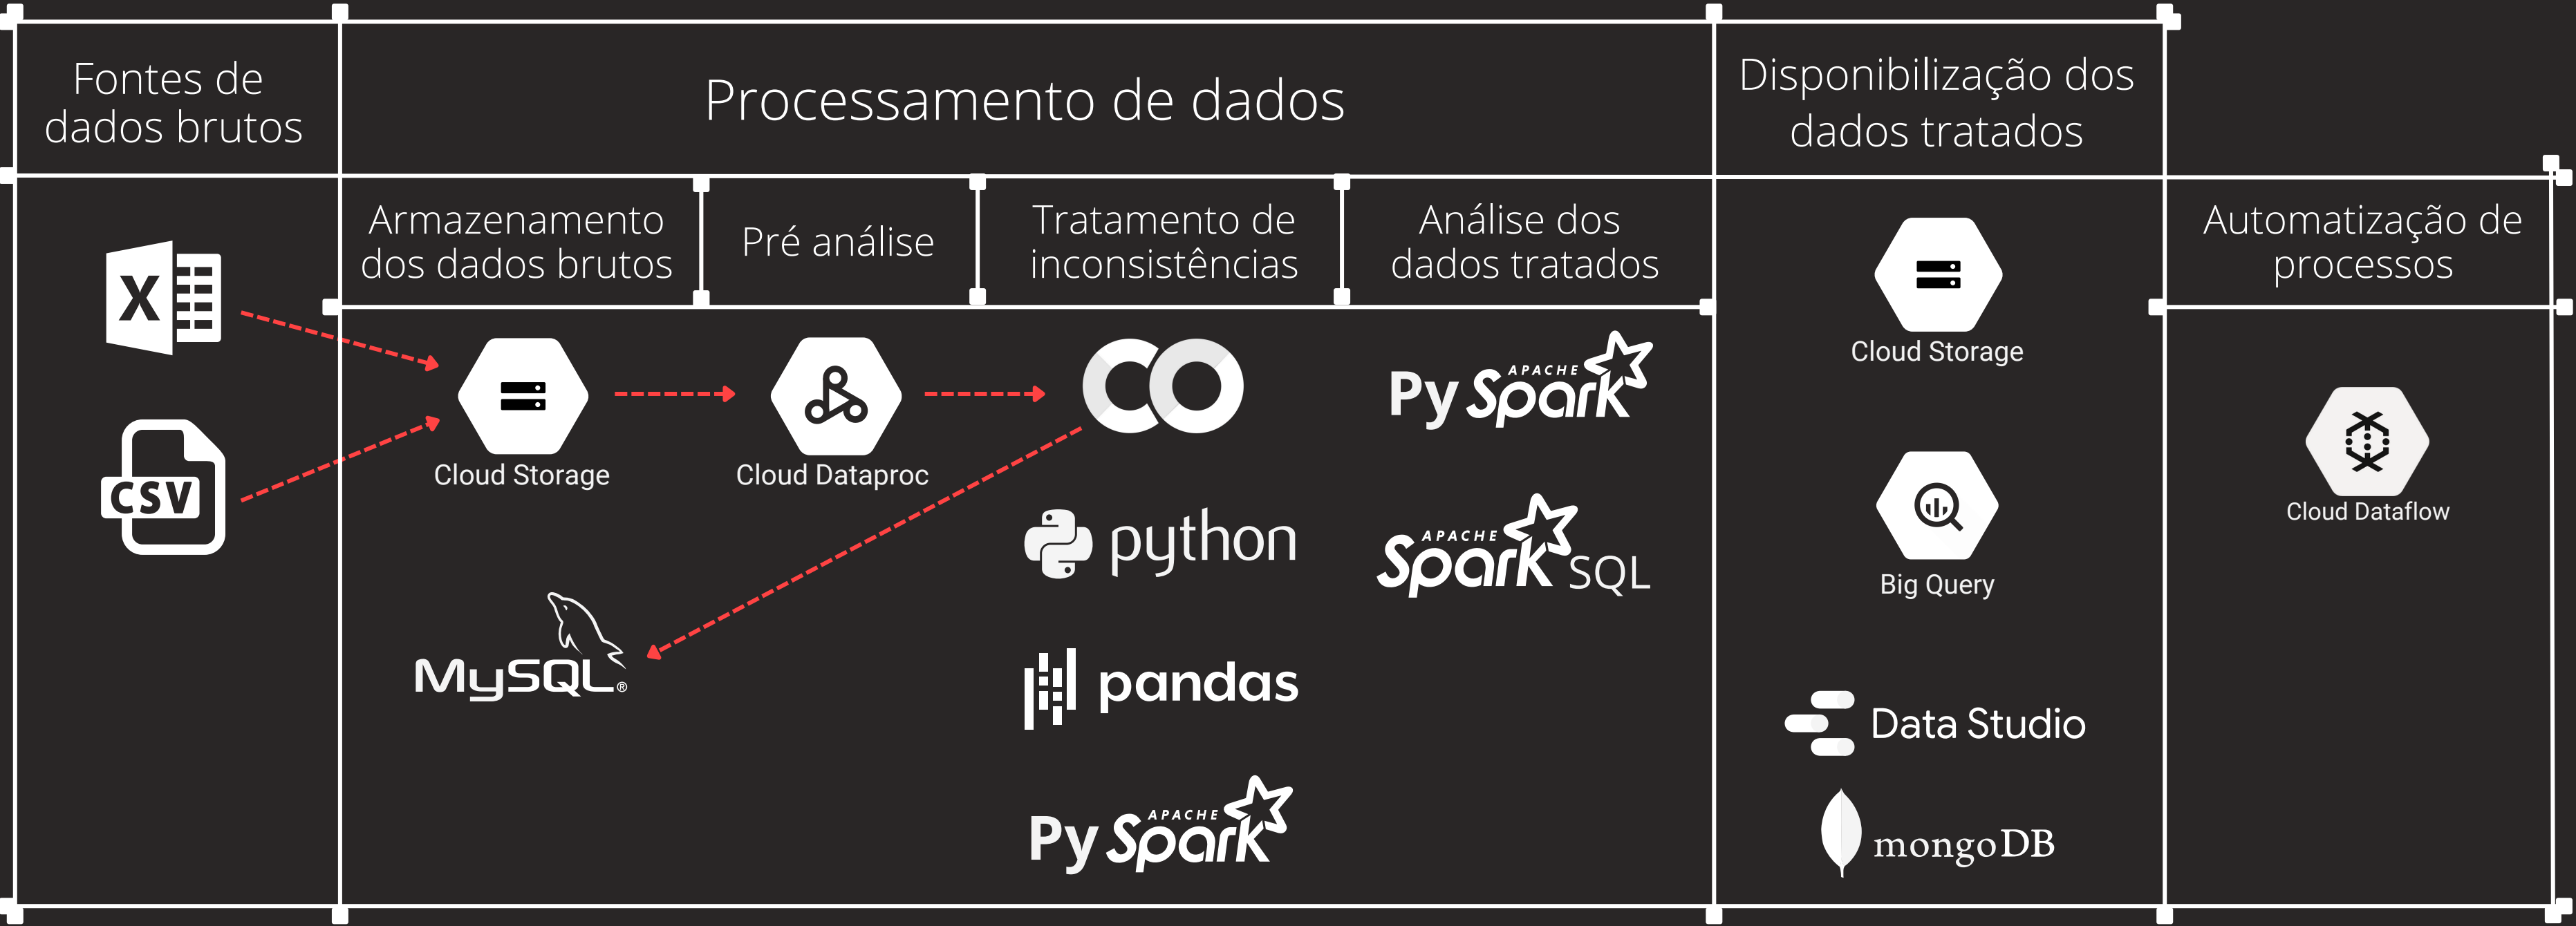 Fontes de
dados brutos
Processamento de dados
Disponibilização dos
dados tratados
Armazenamento
dos dados brutos
Pré análise
Tratamento de
inconsistências
Análise dos
dados tratados
Automatização de
processos
X
CSV
Cloud Storage
MySQL®
Cloud Dataproc
CO
python
pandas
Py APACHE Spark
Py APACHE Spark
APACHE Spark SQL
Cloud Storage
Big Query
Data Studio
mongoDB
Cloud Dataflow